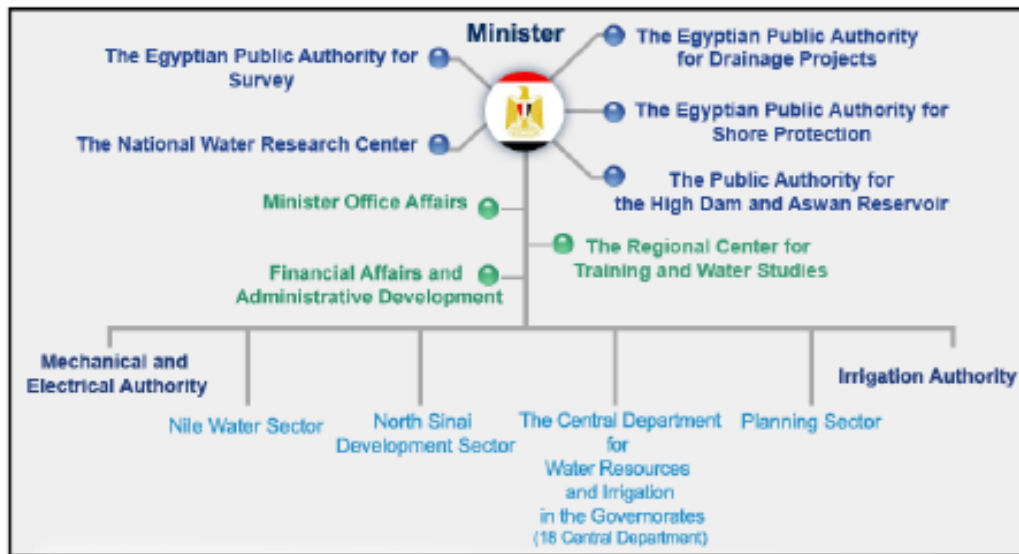 Minister
The Egyptian Public Authority for
Survey
The National Water Research Center
The Egyptian Public Authority
for Drainage Projects
The Egyptian Public Authority for
Shore Protection
The Public Authority for
the High Dam and Aswan Reservoir
Minister Office Affairs
The Regional Center for
Training and Water Studies
Financial Affairs and
Administrative Development
Mechanical and
Electrical Authority
Nile Water Sector
North Sinai
Development Sector
The Central Department
for
Water Resources
and Irrigation
in the Governorates
(18 Central Department)
Planning Sector
Irrigation Authority